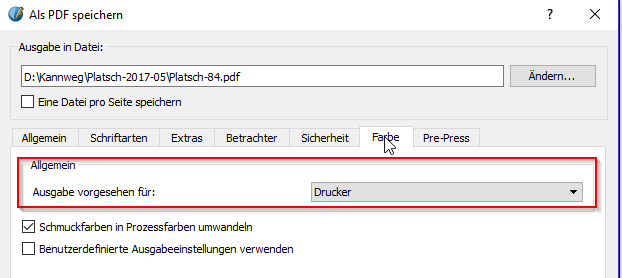 Als PDF speichern
Ausgabe in Datei:
D:\Kannweg\Platsch-2017-05\Platsch-84.pdf Ändern...
Eine Datei pro Seite speichern
Allgemein Schriftarten Extras Betrachter Sicherheit Farbe Pre-Press
Allgemein
Ausgabe vorgesehen für: Drucker
Schmuckfarben in Prozessfarben umwandeln
Benutzerdefinierte Ausgabeeinstellungen verwenden